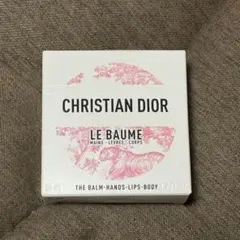 CHRISTIAN DIOR
LE BAUME
MAINS - LÈVRES - CORPS
THE BALM-HANDS-LIPS-BODY